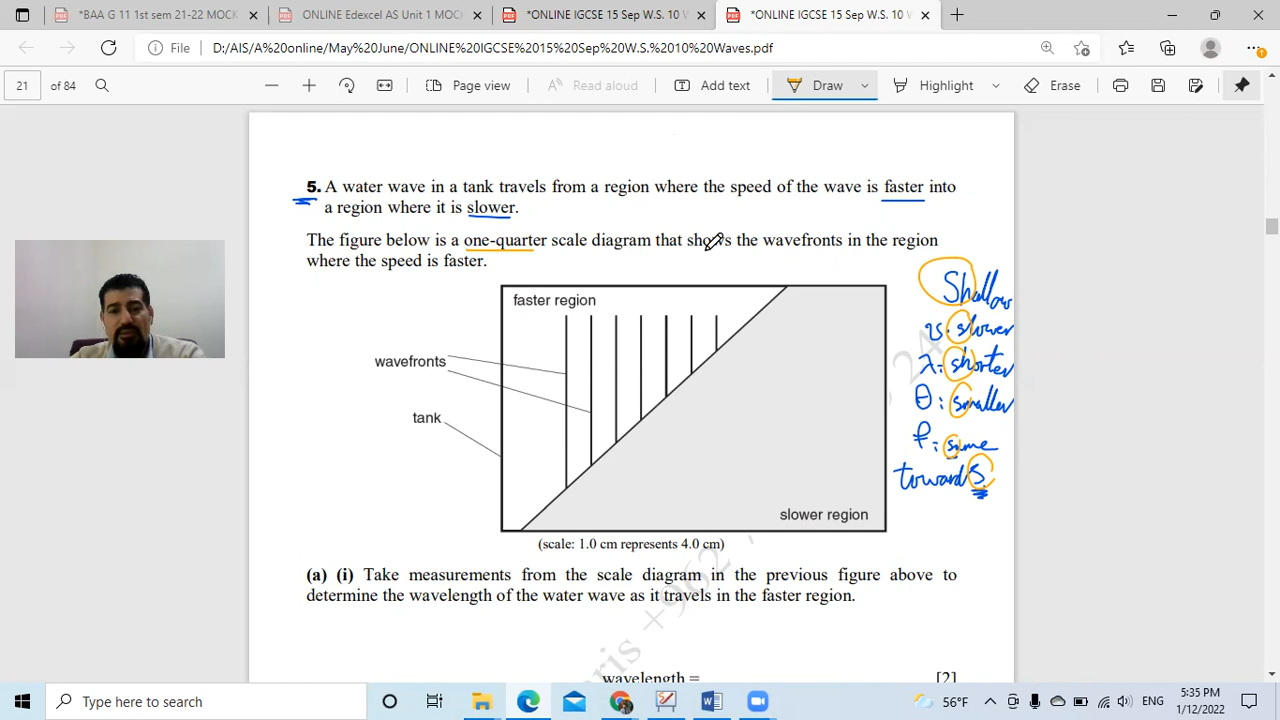 *BAA G 11 1st sem 21-22 MOCK
ONLINE Edexcel AS Unit 1 MOCK
*ONLINE IGCSE 15 Sep W.S. 10 W
*ONLINE IGCSE 15 Sep W.S. 10 W
File D:/AIS/A%20online/May%20June/ONLINE%20IGCSE%202015%20Sep%20W.S.%2010%20Waves.pdf
21 of 84 Page view Read aloud Add text Draw Highlight Erase
5. A water wave in a tank travels from a region where the speed of the wave is faster into
a region where it is slower.
The figure below is a one-quarter scale diagram that shows the wavefronts in the region
where the speed is faster.
faster region
wavefronts
tank
slower region
(scale: 1.0 cm represents 4.0 cm)
Shallow
v: slower
λ: shorter
θ: smaller
f: same
towards
(a) (i) Take measurements from the scale diagram in the previous figure above to
determine the wavelength of the water wave as it travels in the faster region.
wavelength = [2]
Type here to search
56°F
ENG
5:35 PM
1/12/2022